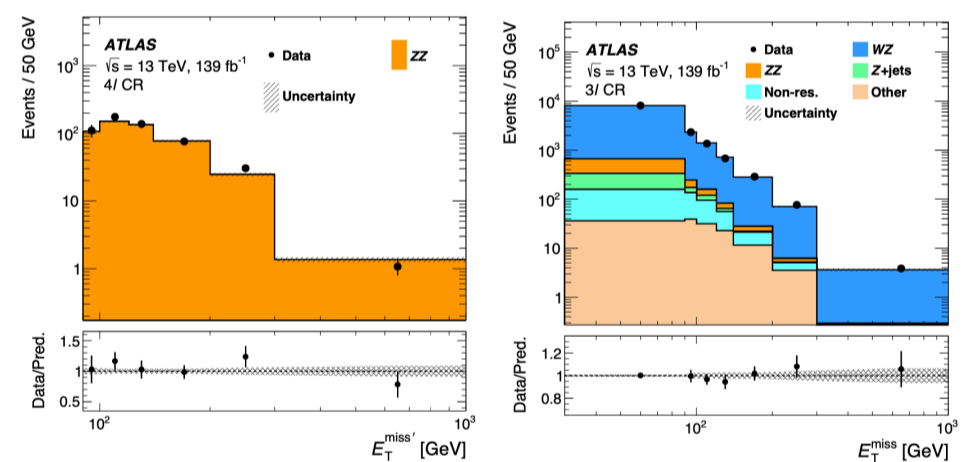 Events / 50 GeV
ATLAS
√s = 13 TeV, 139 fb⁻¹
4l CR
Data
ZZ
Uncertainty
10³
10²
10
1
Data/Pred.
1.5
1
0.5
10²
10³
E_T^miss′ [GeV]
Events / 50 GeV
ATLAS
√s = 13 TeV, 139 fb⁻¹
3l CR
Data
WZ
ZZ
Z+jets
Non-res.
Other
Uncertainty
10⁵
10⁴
10³
10²
10
1
Data/Pred.
1.2
1
0.8
10²
10³
E_T^miss [GeV]